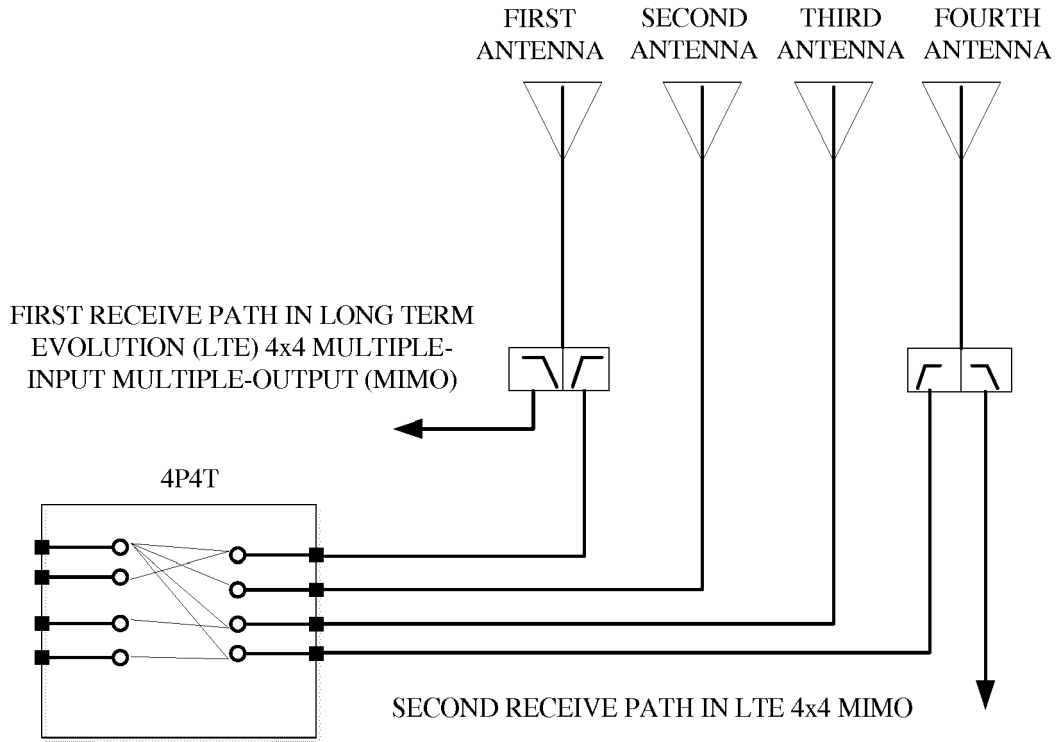 FIRST ANTENNA
SECOND ANTENNA
THIRD ANTENNA
FOURTH ANTENNA
FIRST RECEIVE PATH IN LONG TERM
EVOLUTION (LTE) 4x4 MULTIPLE-
INPUT MULTIPLE-OUTPUT (MIMO)
4P4T
SECOND RECEIVE PATH IN LTE 4x4 MIMO